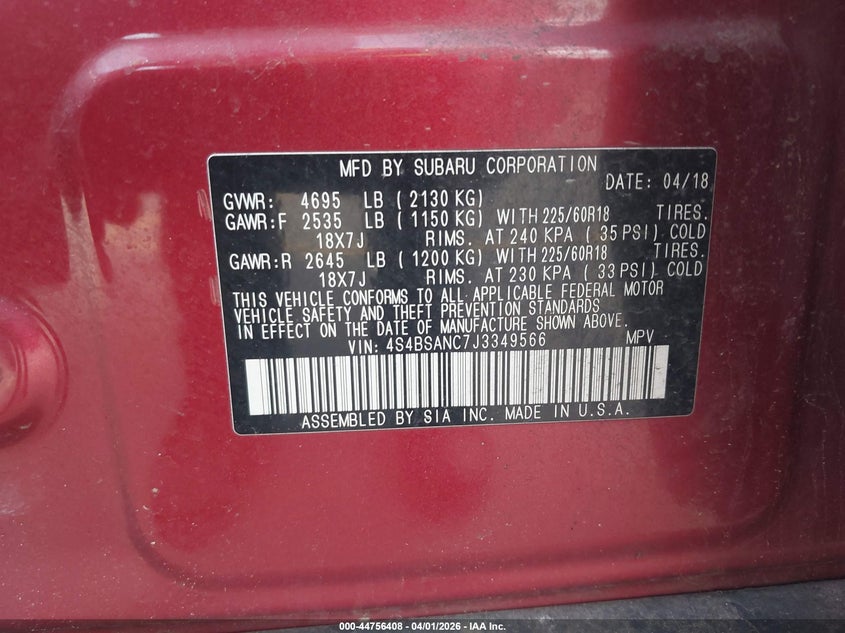 MFD BY SUBARU CORPORATION
DATE: 04/18
GVWR: 4695 LB ( 2130 KG)
GAWR:F 2535 LB ( 1150 KG) WITH 225/60R18 TIRES.
18X7J RIMS. AT 240 KPA ( 35 PSI) COLD
GAWR:R 2645 LB ( 1200 KG) WITH 225/60R18 TIRES.
18X7J RIMS. AT 230 KPA ( 33 PSI) COLD
THIS VEHICLE CONFORMS TO ALL APPLICABLE FEDERAL MOTOR
VEHICLE SAFETY AND THEFT PREVENTION STANDARDS
IN EFFECT ON THE DATE OF MANUFACTURE SHOWN ABOVE.
VIN: 4S4BSANC7J3349566 MPV
ASSEMBLED BY SIA INC. MADE IN U.S.A.
000-44756408 - 04/01/2026 - IAA Inc.